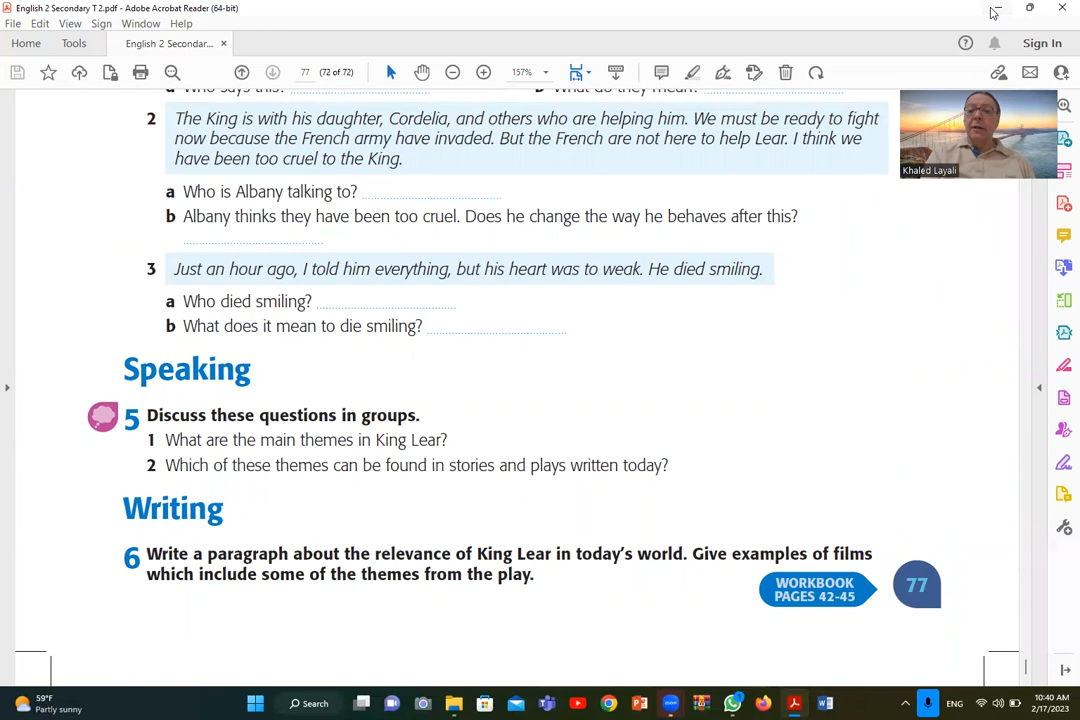 English 2 Secondary T 2.pdf - Adobe Acrobat Reader (64-bit)
File Edit View Sign Window Help
Home Tools English 2 Secondar... × Sign In
77 (72 of 72) 157%
a Who says this? b What do they mean?
2 The King is with his daughter, Cordelia, and others who are helping him. We must be ready to fight
now because the French army have invaded. But the French are not here to help Lear. I think we
have been too cruel to the King.
Khaled Layali
a Who is Albany talking to?
b Albany thinks they have been too cruel. Does he change the way he behaves after this?
3 Just an hour ago, I told him everything, but his heart was to weak. He died smiling.
a Who died smiling?
b What does it mean to die smiling?
Speaking
5 Discuss these questions in groups.
1 What are the main themes in King Lear?
2 Which of these themes can be found in stories and plays written today?
Writing
6 Write a paragraph about the relevance of King Lear in today's world. Give examples of films
which include some of the themes from the play.
WORKBOOK
PAGES 42-45
77
59°F
Partly sunny
Search
ENG
10:40 AM
2/17/2023